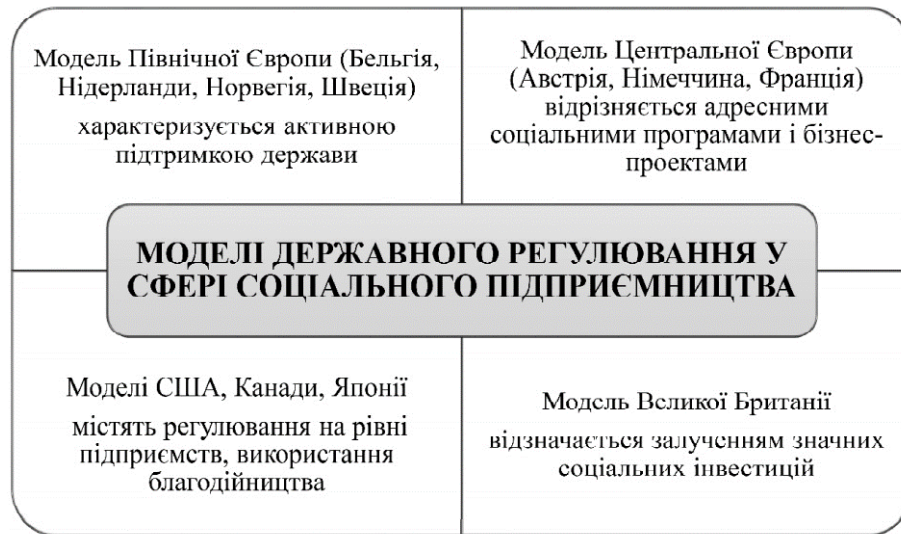 Модель Північної Європи (Бельгія,
Нідерланди, Норвегія, Швеція)
характеризується активною
підтримкою держави
Модель Центральної Європи
(Австрія, Німеччина, Франція)
відрізняється адресними
соціальними програмами і бізнес-
проектами
МОДЕЛІ ДЕРЖАВНОГО РЕГУЛЮВАННЯ У
СФЕРІ СОЦІАЛЬНОГО ПІДПРИЄМНИЦТВА
Моделі США, Канади, Японії
містять регулювання на рівні
підприємств, використання
благодійництва
Модель Великої Британії
відзначається залученням значних
соціальних інвестицій